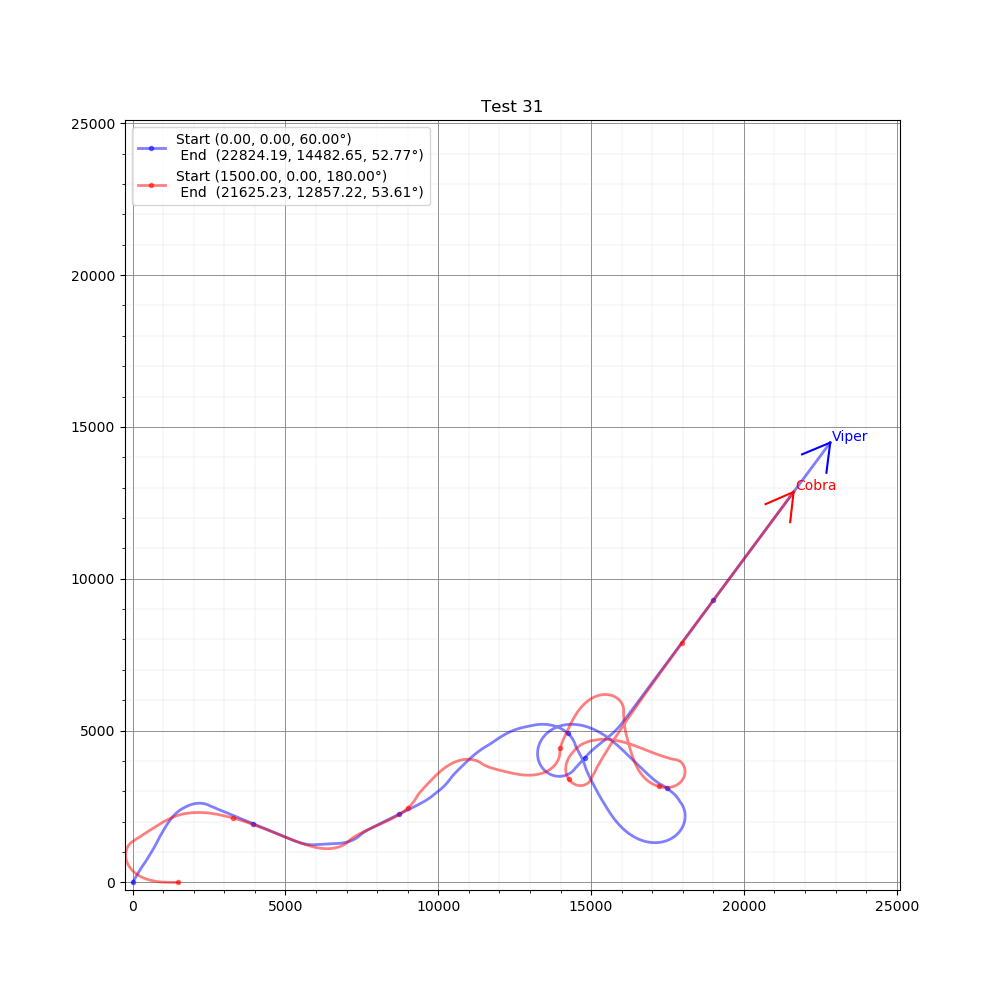 Test 31
Start (0.00, 0.00, 60.00°)
End (22824.19, 14482.65, 52.77°)
Start (1500.00, 0.00, 180.00°)
End (21625.23, 12857.22, 53.61°)
25000
20000
15000
10000
5000
0
Viper
Cobra
0 5000 10000 15000 20000 25000